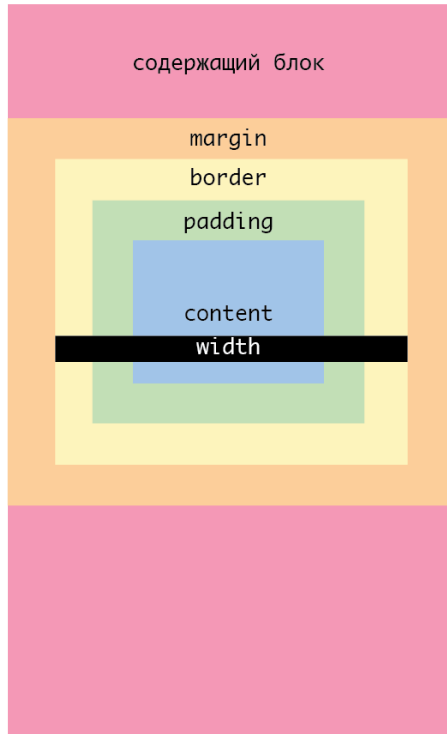 содержащий блок
margin
border
padding
content
width